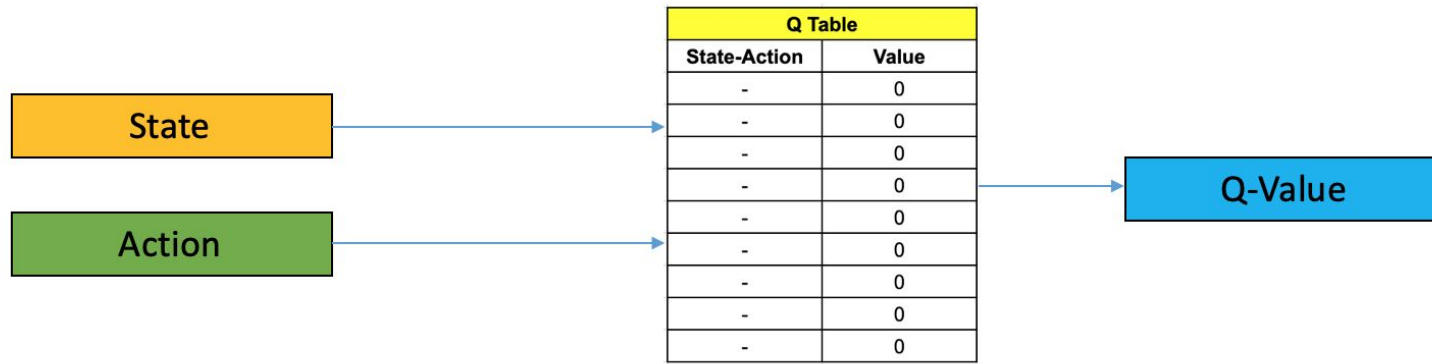 Q Table
State-Action Value
- 0
- 0
State
- 0
- 0
Q-Value
- 0
Action
- 0
- 0
- 0
- 0